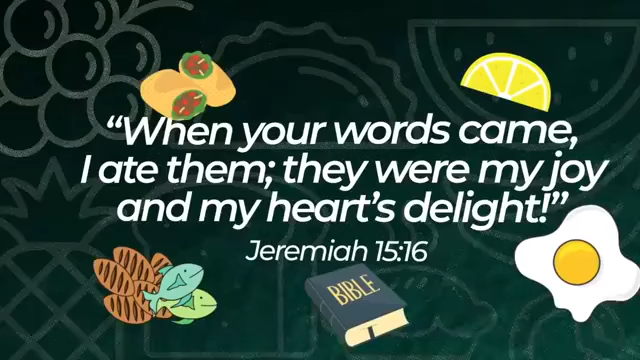 “When your words came,
I ate them; they were my joy
and my heart’s delight!”
Jeremiah 15:16
BIBLE